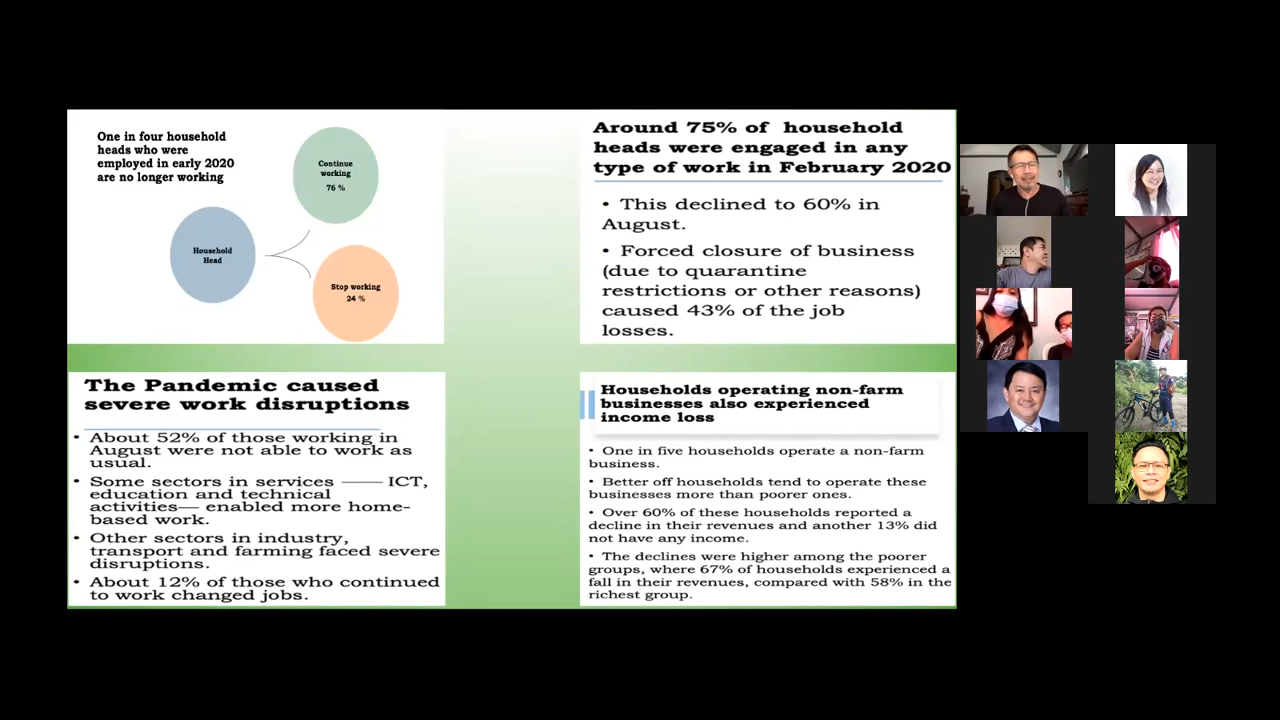 One in four household
heads who were
employed in early 2020
are no longer working
Continue
working
76 %
Household
Head
Stop working
24 %
Around 75% of household
heads were engaged in any
type of work in February 2020
• This declined to 60% in
August.
• Forced closure of business
(due to quarantine
restrictions or other reasons)
caused 43% of the job
losses.
The Pandemic caused
severe work disruptions
• About 52% of those working in
August were not able to work as
usual.
• Some sectors in services —— ICT,
education and technical
activities— enabled more home-
based work.
• Other sectors in industry,
transport and farming faced severe
disruptions.
• About 12% of those who continued
to work changed jobs.
Households operating non-farm
businesses also experienced
income loss
• One in five households operate a non-farm
business.
• Better off households tend to operate these
businesses more than poorer ones.
• Over 60% of these households reported a
decline in their revenues and another 13% did
not have any income.
• The declines were higher among the poorer
groups, where 67% of households experienced a
fall in their revenues, compared with 58% in the
richest group.